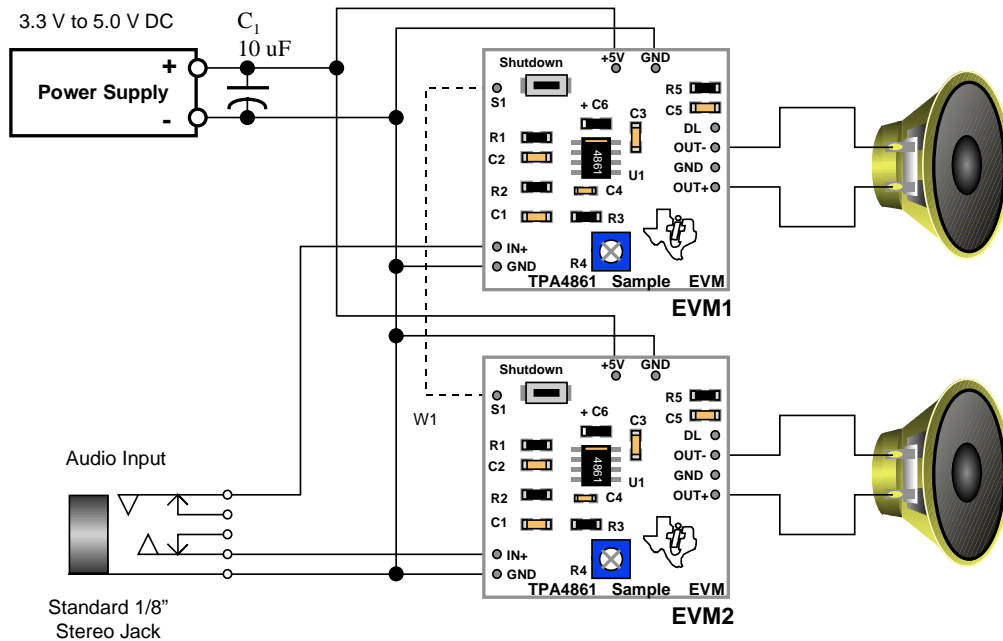 3.3 V to 5.0 V DC
C1
10 uF
+
Power Supply
-
Shutdown
+5V
GND
S1
R5
C5
+ C6
C3
DL
OUT-
R1
C2
4861
U1
GND
R2
C4
OUT+
C1
R3
IN+
GND
R4
TPA4861 Sample EVM
EVM1
Shutdown
+5V
GND
S1
W1
R5
C5
+ C6
C3
DL
OUT-
R1
C2
4861
U1
GND
R2
C4
OUT+
C1
R3
IN+
GND
R4
TPA4861 Sample EVM
EVM2
Audio Input
Standard 1/8”
Stereo Jack